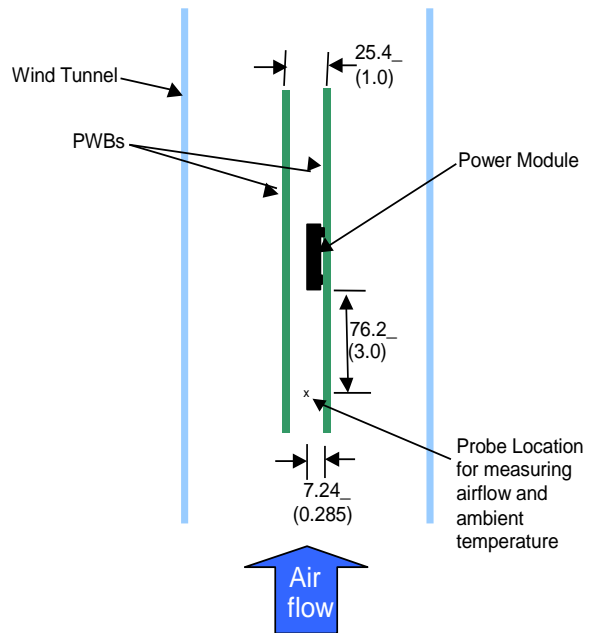 25.4_
(1.0)
Wind Tunnel
PWBs
Power Module
76.2_
(3.0)
x
Probe Location
for measuring
airflow and
ambient
temperature
7.24_
(0.285)
Air
flow